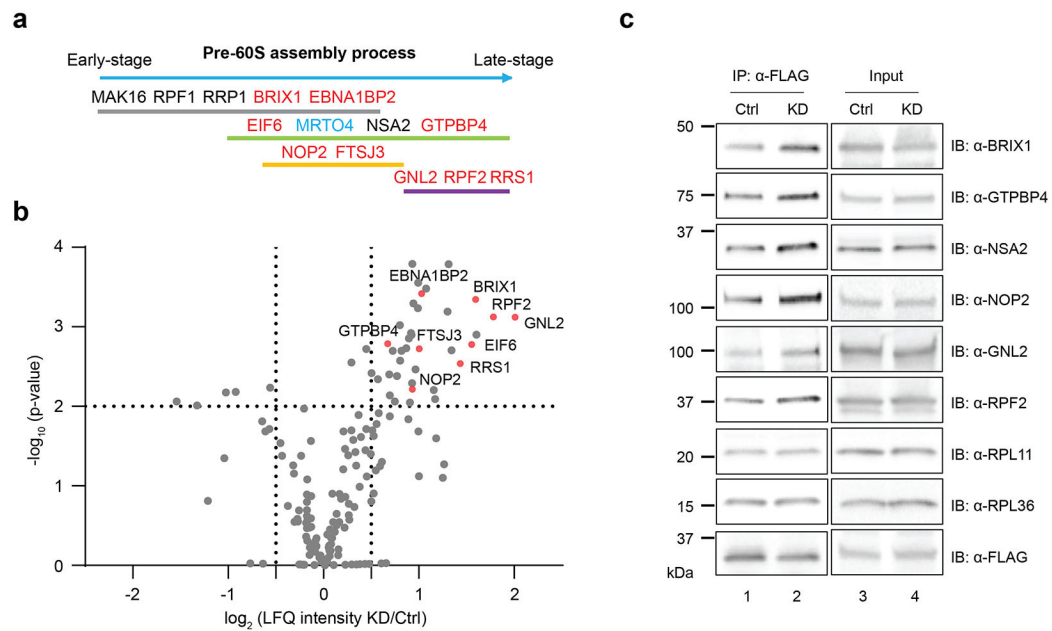 a
Pre-60S assembly process
Early-stage
Late-stage
MAK16 RPF1 RRP1 BRIX1 EBNA1BP2
EIF6 MRTO4 NSA2 GTPBP4
NOP2 FTSJ3
GNL2 RPF2 RRS1
b
4
3
2
1
0
-log10 (p-value)
EBNA1BP2
BRIX1
RPF2
GNL2
GTPBP4
FTSJ3
EIF6
RRS1
NOP2
-2
-1
0
1
2
log2 (LFQ intensity KD/Ctrl)
c
IP: α-FLAG
Input
Ctrl KD Ctrl KD
50
IB: α-BRIX1
75
IB: α-GTPBP4
37
IB: α-NSA2
100
IB: α-NOP2
100
IB: α-GNL2
37
IB: α-RPF2
20
IB: α-RPL11
15
IB: α-RPL36
37
IB: α-FLAG
kDa
1 2 3 4